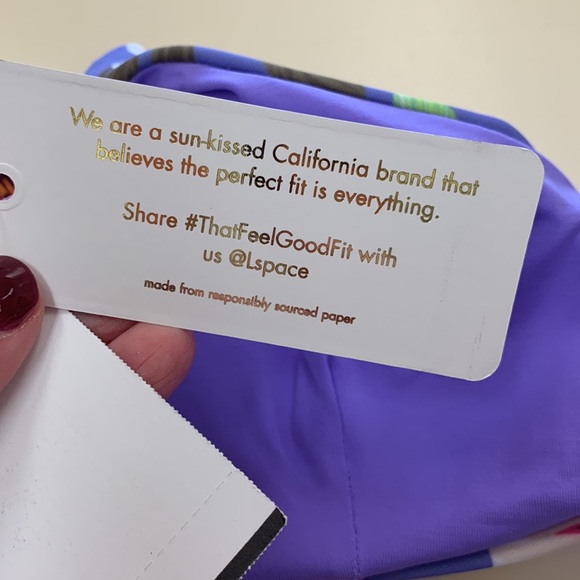 We are a sun-kissed California brand that
believes the perfect fit is everything.
Share #ThatFeelGoodFit with
us @Lspace
made from responsibly sourced paper